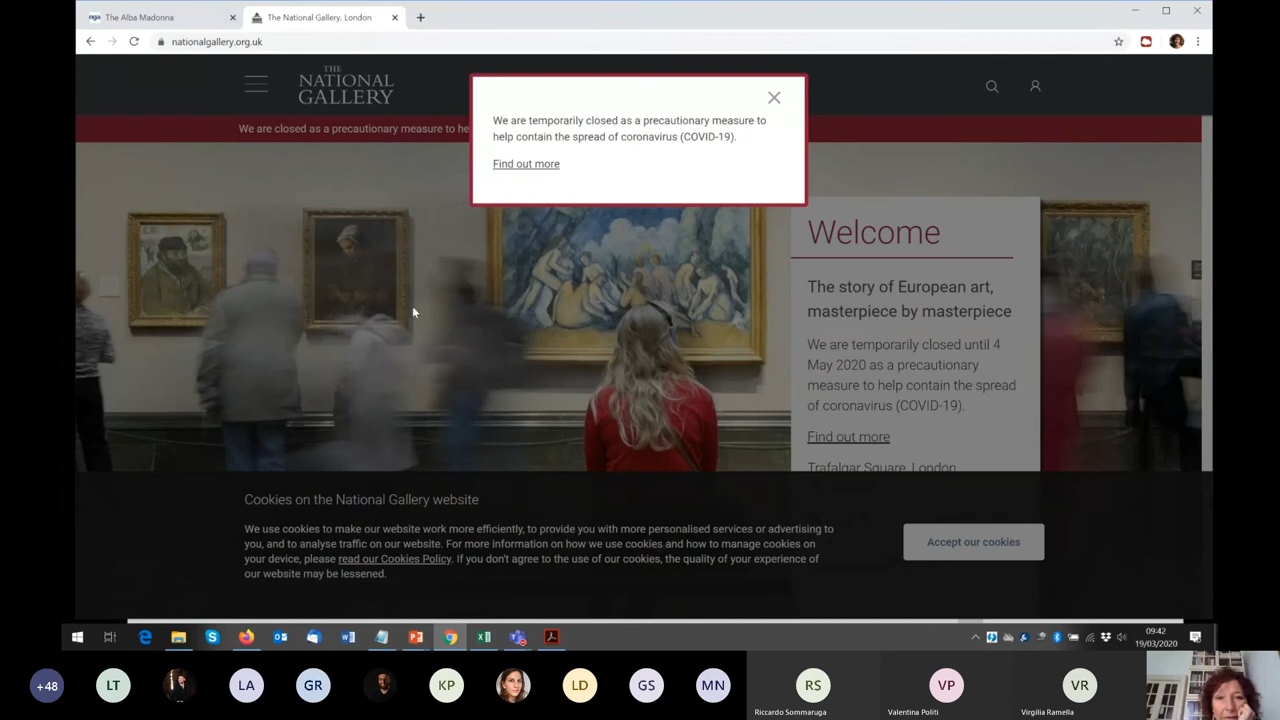 nga
The Alba Madonna
The National Gallery, London
nationalgallery.org.uk
THE
NATIONAL
GALLERY
We are closed as a precautionary measure to he
We are temporarily closed as a precautionary measure to
help contain the spread of coronavirus (COVID-19).
Find out more
Welcome
The story of European art,
masterpiece by masterpiece
We are temporarily closed until 4
May 2020 as a precautionary
measure to help contain the spread
of coronavirus (COVID-19).
Find out more
Trafalgar Square, London
Cookies on the National Gallery website
We use cookies to make our website work more efficiently, to provide you with more personalised services or advertising to
you, and to analyse traffic on our website. For more information on how we use cookies and how to manage cookies on
your device, please read our Cookies Policy. If you don't agree to the use of our cookies, the quality of your experience of
our website may be lessened.
Accept our cookies
09:42
19/03/2020
+48
LT
LA
GR
KP
LD
GS
MN
RS
VP
VR
Riccardo Sommaruga
Valentina Politi
Virgilia Ramella